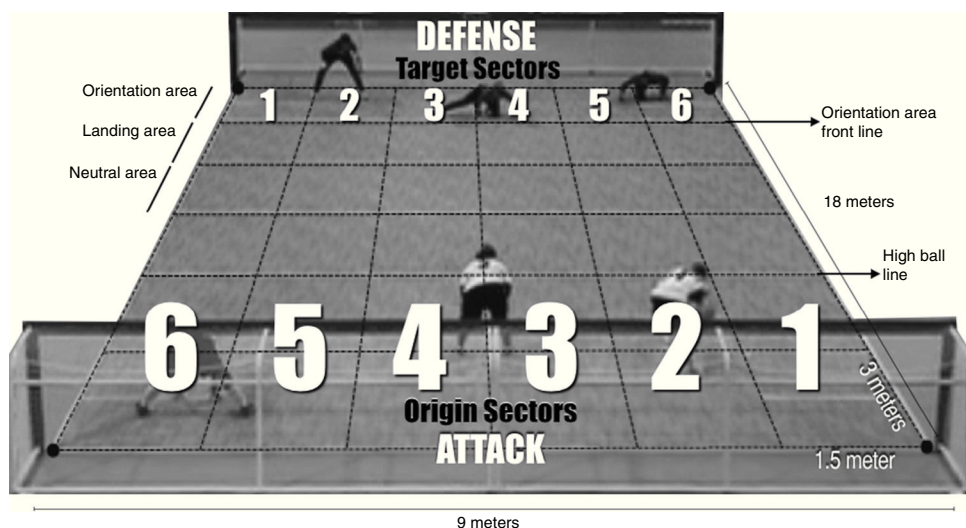 DEFENSE
Target Sectors
Orientation area
1 2 3 4 5 6
Orientation area
front line
Landing area
Neutral area
18 meters
High ball
line
6 5 4 3 2 1
3 meters
Origin Sectors
ATTACK
1.5 meter
9 meters